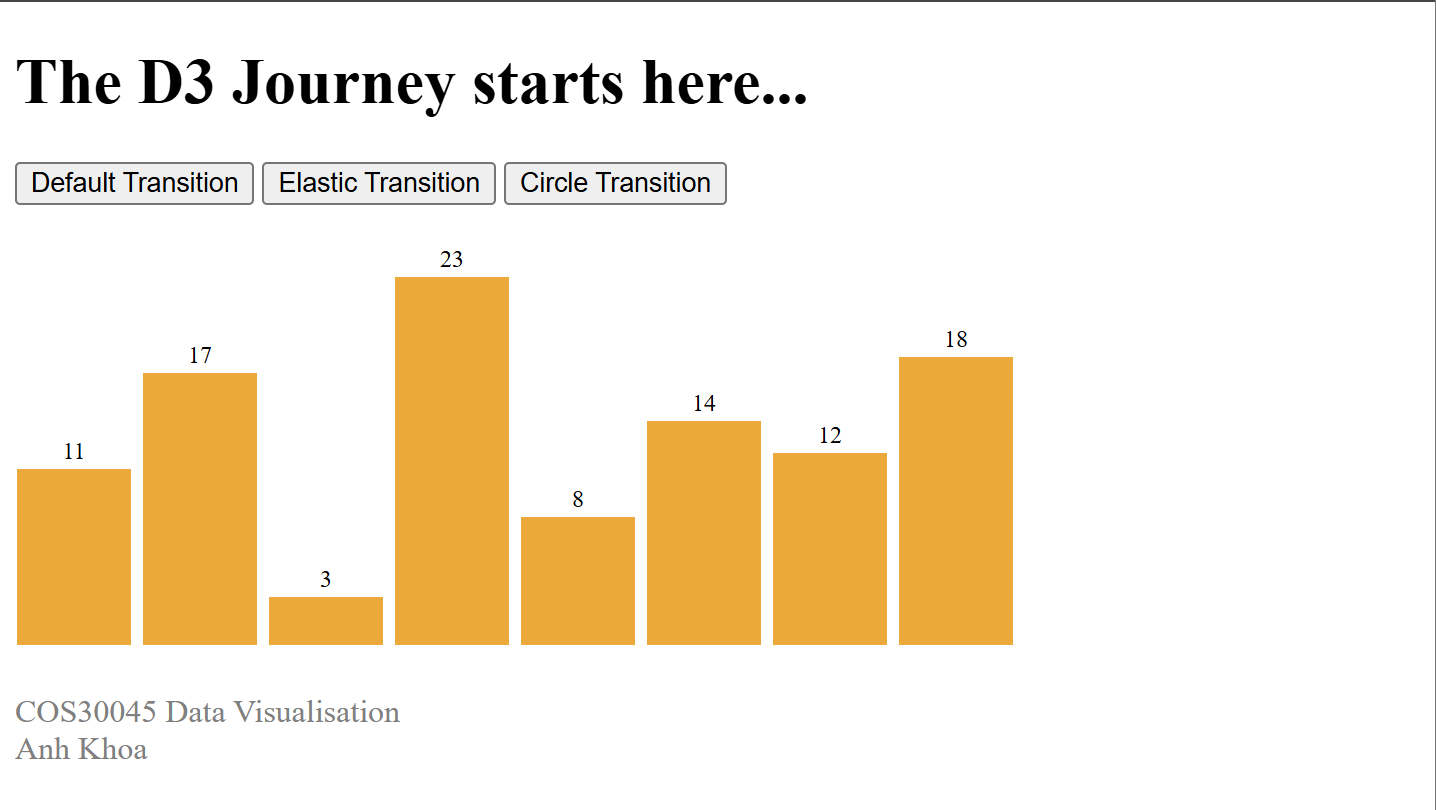 The D3 Journey starts here...
Default Transition Elastic Transition Circle Transition
23
18
17
14
12
11
8
3
COS30045 Data Visualisation
Anh Khoa